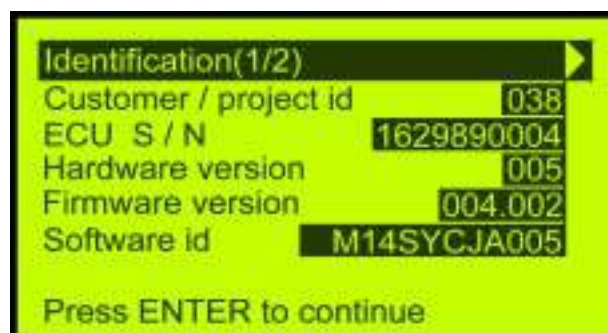 Identification(1/2)
Customer / project id 038
ECU S / N 1629890004
Hardware version 005
Firmware version 004.002
Software id M14SYCJA005
Press ENTER to continue